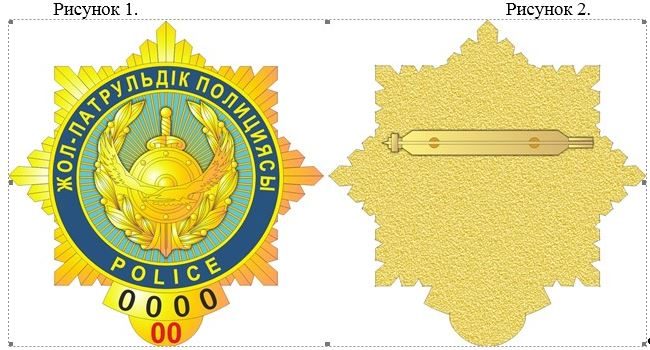 Рисунок 1.
Рисунок 2.
ЖОЛ-ПАТРУЛЬДІК ПОЛИЦИЯСЫ
POLICE
0000
00